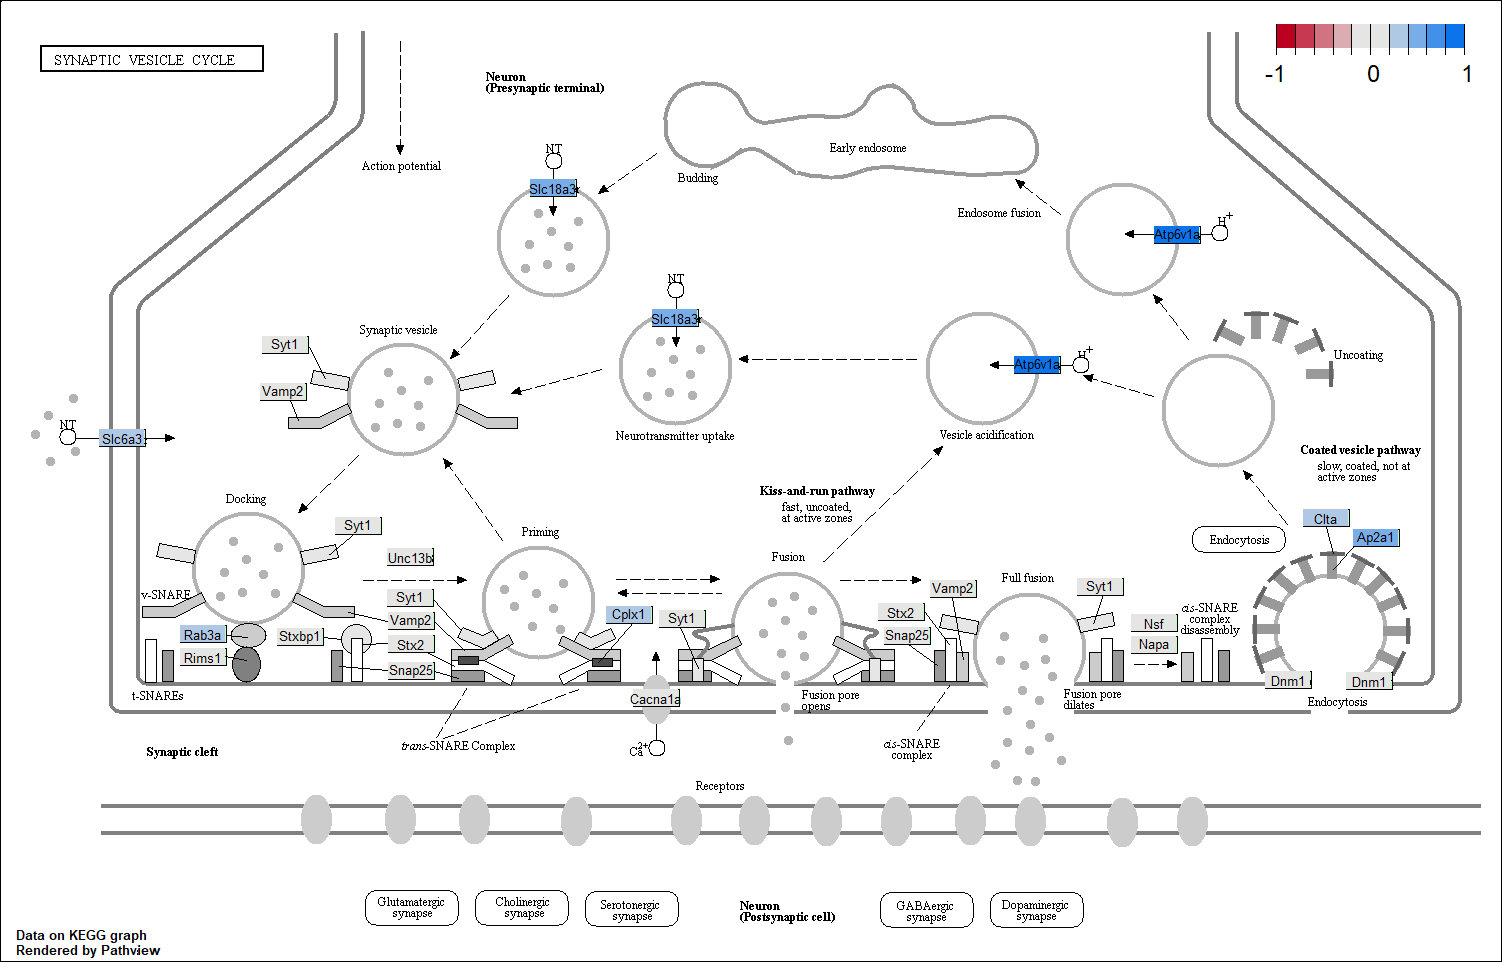 SYNAPTIC VESICLE CYCLE
-1 0 1
Neuron
(Presynaptic terminal)
Action potential
NT
Slc18a3
Budding
Early endosome
Endosome fusion
Atp6v1a
H+
NT
Slc18a3
Neurotransmitter uptake
Synaptic vesicle
Syt1
Vamp2
NT
Slc6a3
Atp6v1a
H+
Vesicle acidification
Uncoating
Coated vesicle pathway
slow, coated, not at
active zones
Kiss-and-run pathway
fast, uncoated,
at active zones
Endocytosis
Clta
Ap2a1
Docking
Syt1
Unc13b
v-SNARE
Rab3a
Rims1
t-SNAREs
Stxbp1
Syt1
Vamp2
Stx2
Snap25
Priming
Cplx1
Syt1
Cacna1a
Ca2+
trans-SNARE Complex
Fusion
Fusion pore
opens
Vamp2
Stx2
Snap25
cis-SNARE
complex
Full fusion
Syt1
Fusion pore
dilates
Nsf
Napa
cis-SNARE
complex
disassembly
Dnm1
Dnm1
Endocytosis
Synaptic cleft
Receptors
Glutamatergic
synapse
Cholinergic
synapse
Serotonergic
synapse
Neuron
(Postsynaptic cell)
GABAergic
synapse
Dopaminergic
synapse
Data on KEGG graph
Rendered by Pathview